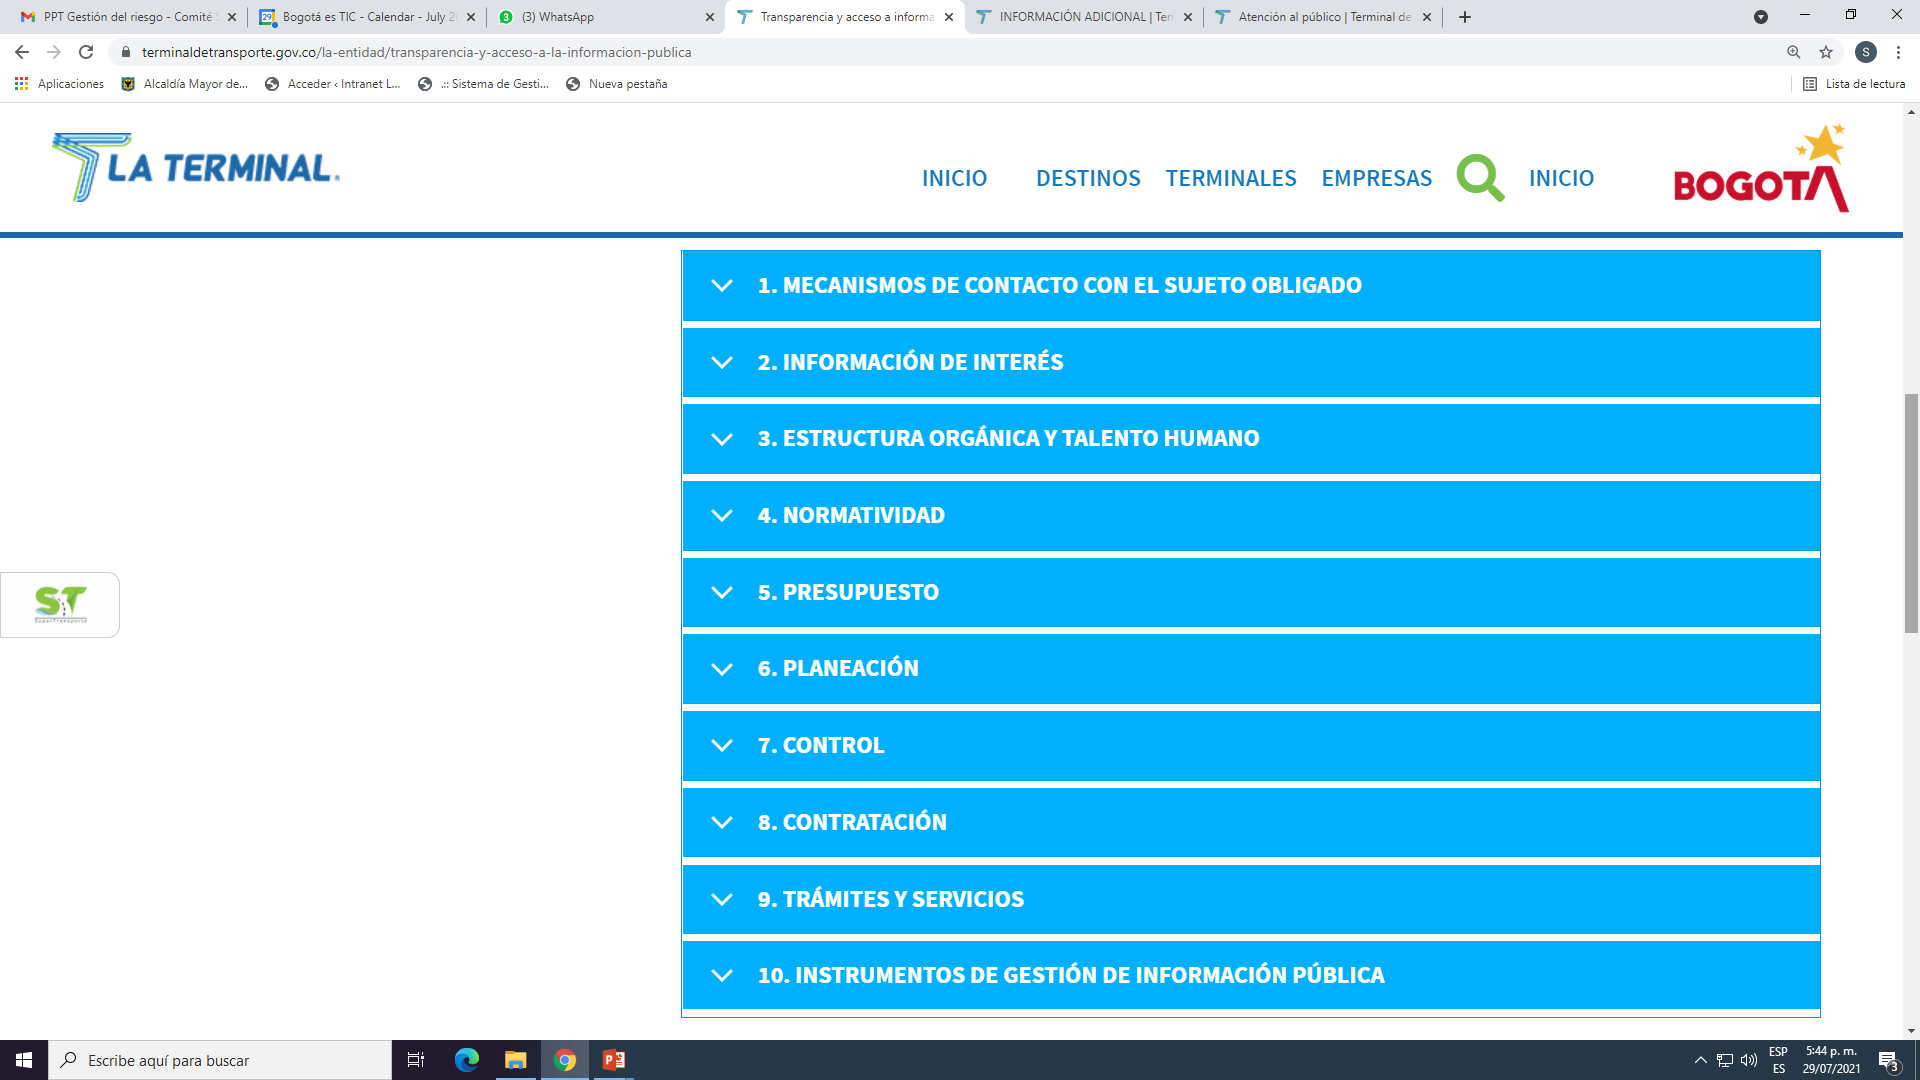 PPT Gestión del riesgo - Comité
Bogotá es TIC - Calendar - July 2
(3) WhatsApp
Transparencia y acceso a informa
INFORMACIÓN ADICIONAL | Ter
Atención al público | Terminal de
terminaldetransporte.gov.co/la-entidad/transparencia-y-acceso-a-la-informacion-publica
S
Aplicaciones
Alcaldía Mayor de...
Acceder ‹ Intranet L...
.:: Sistema de Gesti...
Nueva pestaña
Lista de lectura
LA TERMINAL
INICIO
DESTINOS
TERMINALES
EMPRESAS
INICIO
BOGOTÁ
1. MECANISMOS DE CONTACTO CON EL SUJETO OBLIGADO
2. INFORMACIÓN DE INTERÉS
3. ESTRUCTURA ORGÁNICA Y TALENTO HUMANO
4. NORMATIVIDAD
5. PRESUPUESTO
ST
SuperTransporte
6. PLANEACIÓN
7. CONTROL
8. CONTRATACIÓN
9. TRÁMITES Y SERVICIOS
10. INSTRUMENTOS DE GESTIÓN DE INFORMACIÓN PÚBLICA
Escribe aquí para buscar
ESP
ES
5:44 p. m.
29/07/2021
3